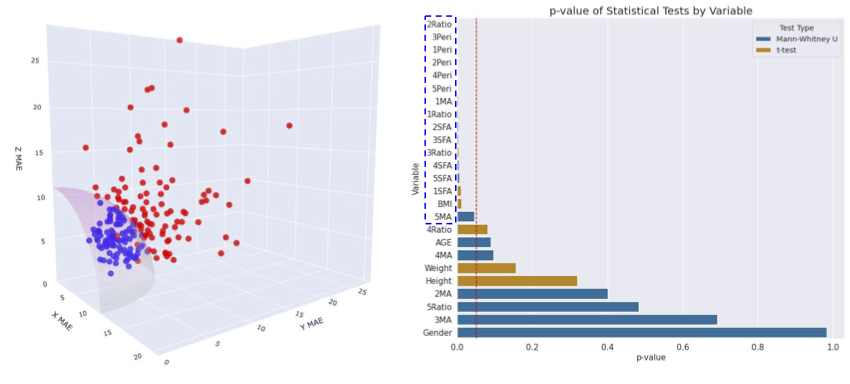 25
20
15
10
5
0
Z MAE
5
10
15
20
X MAE
0
5
10
15
20
25
Y MAE
p-value of Statistical Tests by Variable
Test Type
Mann-Whitney U
t-test
Variable
2Ratio
3Peri
1Peri
2Peri
4Peri
5Peri
1MA
1Ratio
2SFA
3SFA
3Ratio
4SFA
5SFA
1SFA
BMI
5MA
4Ratio
AGE
4MA
Weight
Height
2MA
5Ratio
3MA
Gender
0.0 0.2 0.4 0.6 0.8 1.0
p-value